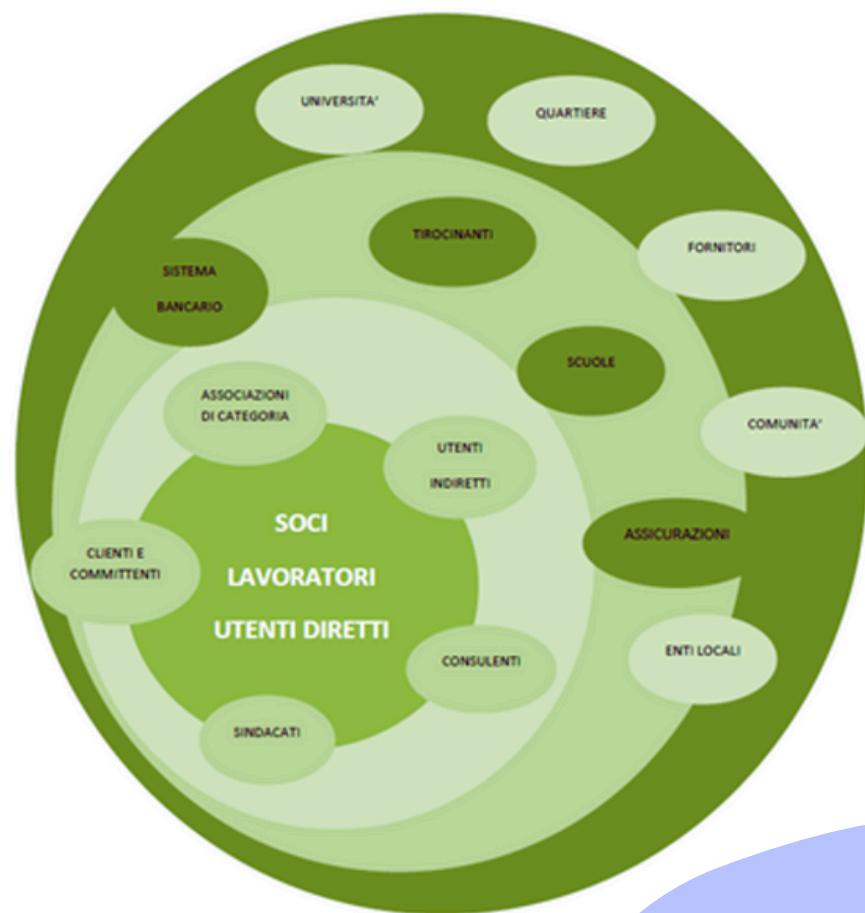 UNIVERSITA'
QUARTIERE
TIROCINANTI
FORNITORI
SISTEMA
BANCARIO
SCUOLE
ASSOCIAZIONI
DI CATEGORIA
COMUNITA'
UTENTI
INDIRETTI
SOCI
LAVORATORI
UTENTI DIRETTI
ASSICURAZIONI
CLIENTI E
COMMITTENTI
ENTI LOCALI
CONSULENTI
SINDACATI